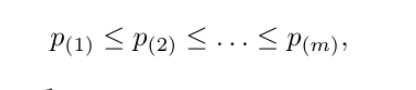 p₍₁₎ ≤ p₍₂₎ ≤ … ≤ p₍ₘ₎,